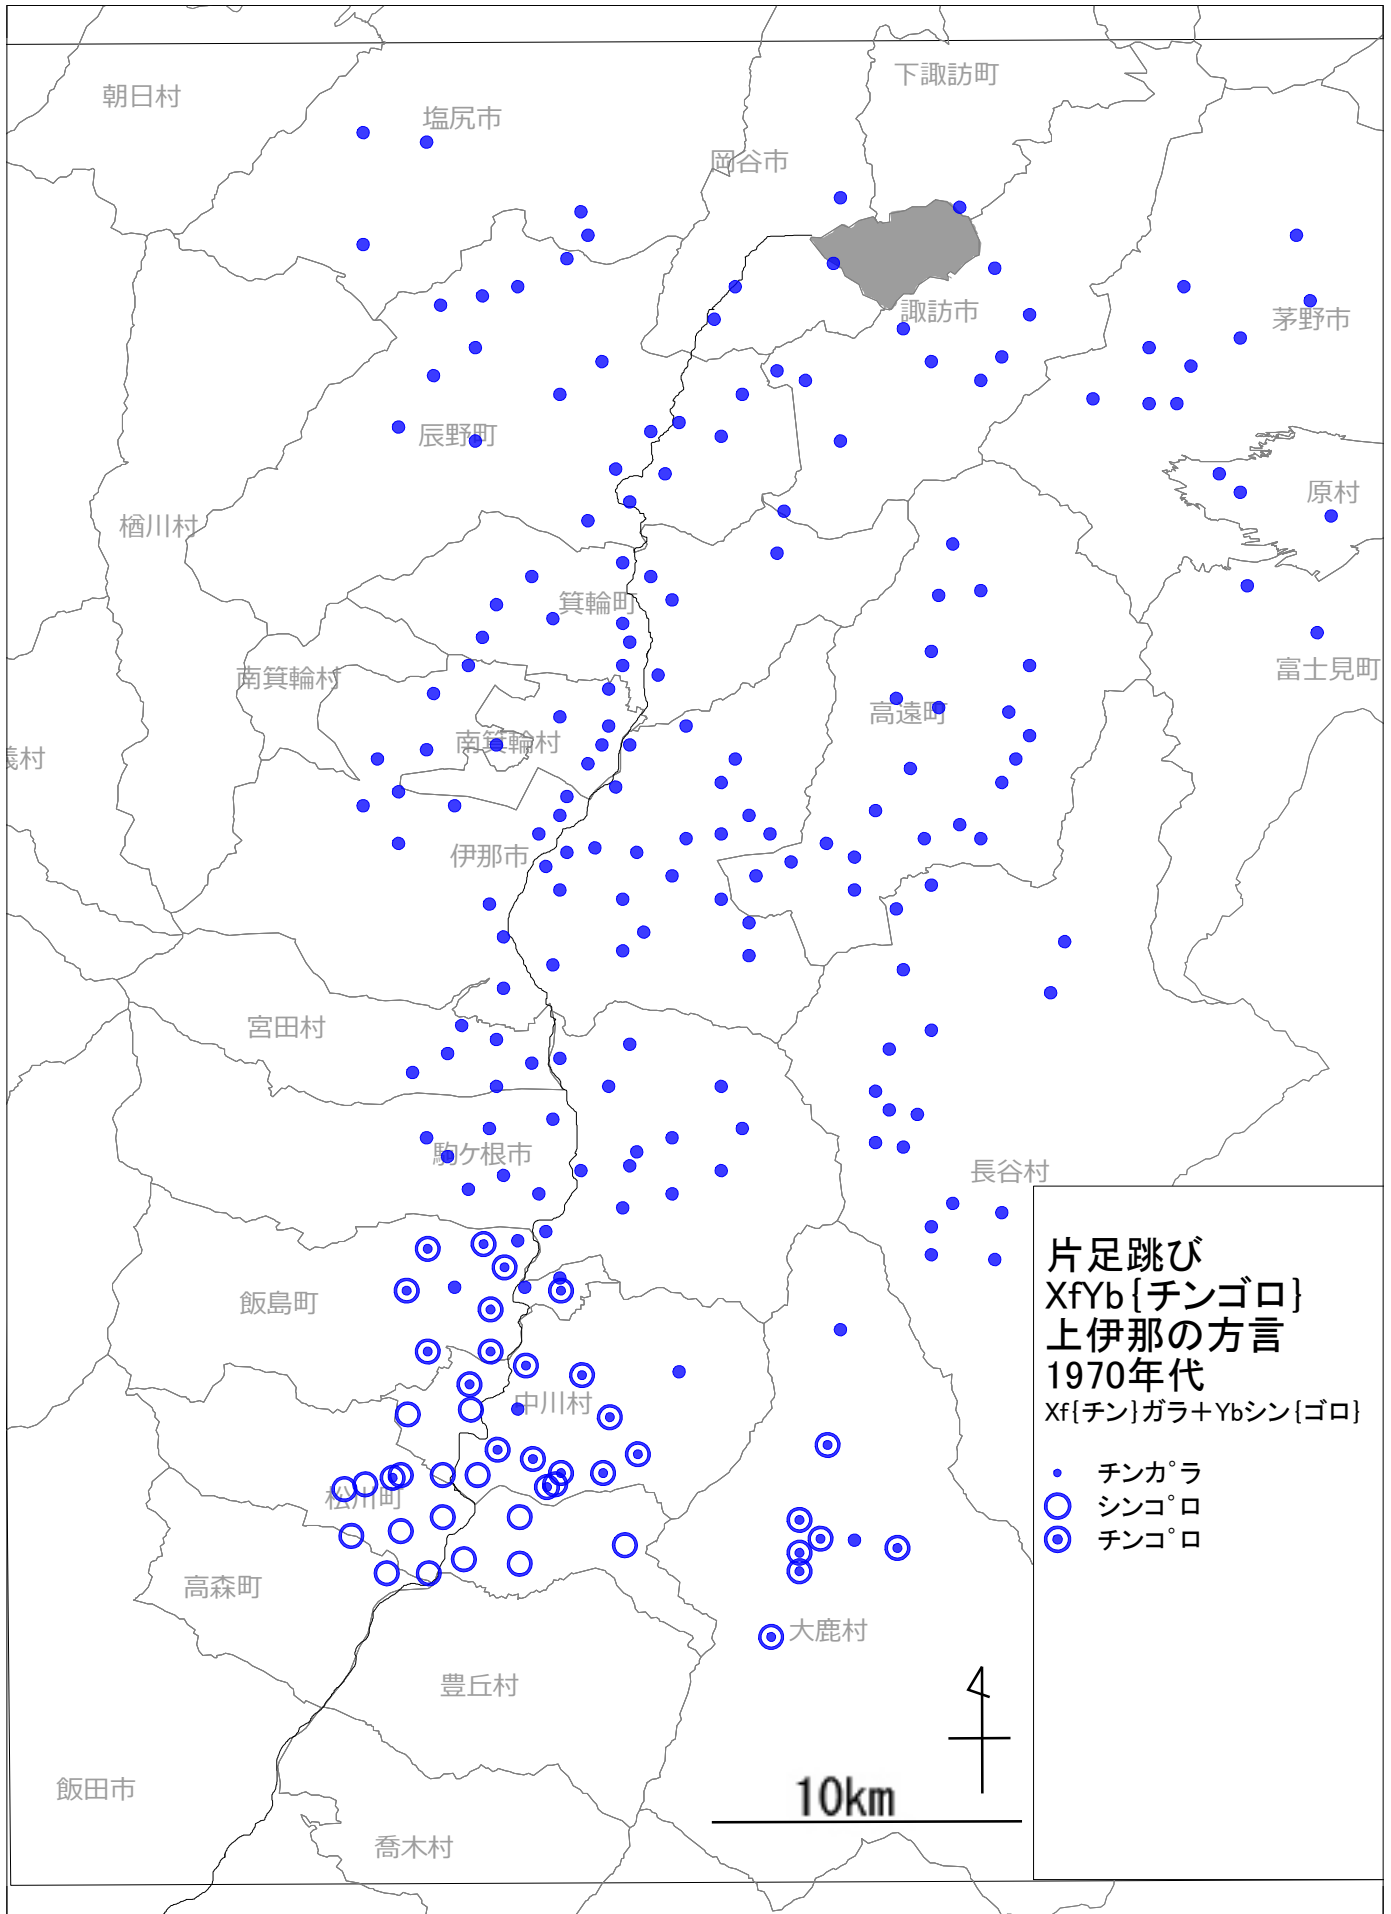 下諏訪町
朝日村
塩尻市
岡谷市
諏訪市
茅野市
辰野町
原村
楢川村
箕輪町
富士見町
南箕輪村
高遠町
南箕輪村
義村
伊那市
宮田村
駒ケ根市
長谷村
飯島町
中川村
松川町
高森町
大鹿村
豊丘村
飯田市
喬木村
10km
片足跳び
XfYb{チンゴロ}
上伊那の方言
1970年代
Xf{チン}ガラ＋Ybシン{ゴロ}
チンカ゚ラ
シンコ゚ロ
チンコ゚ロ